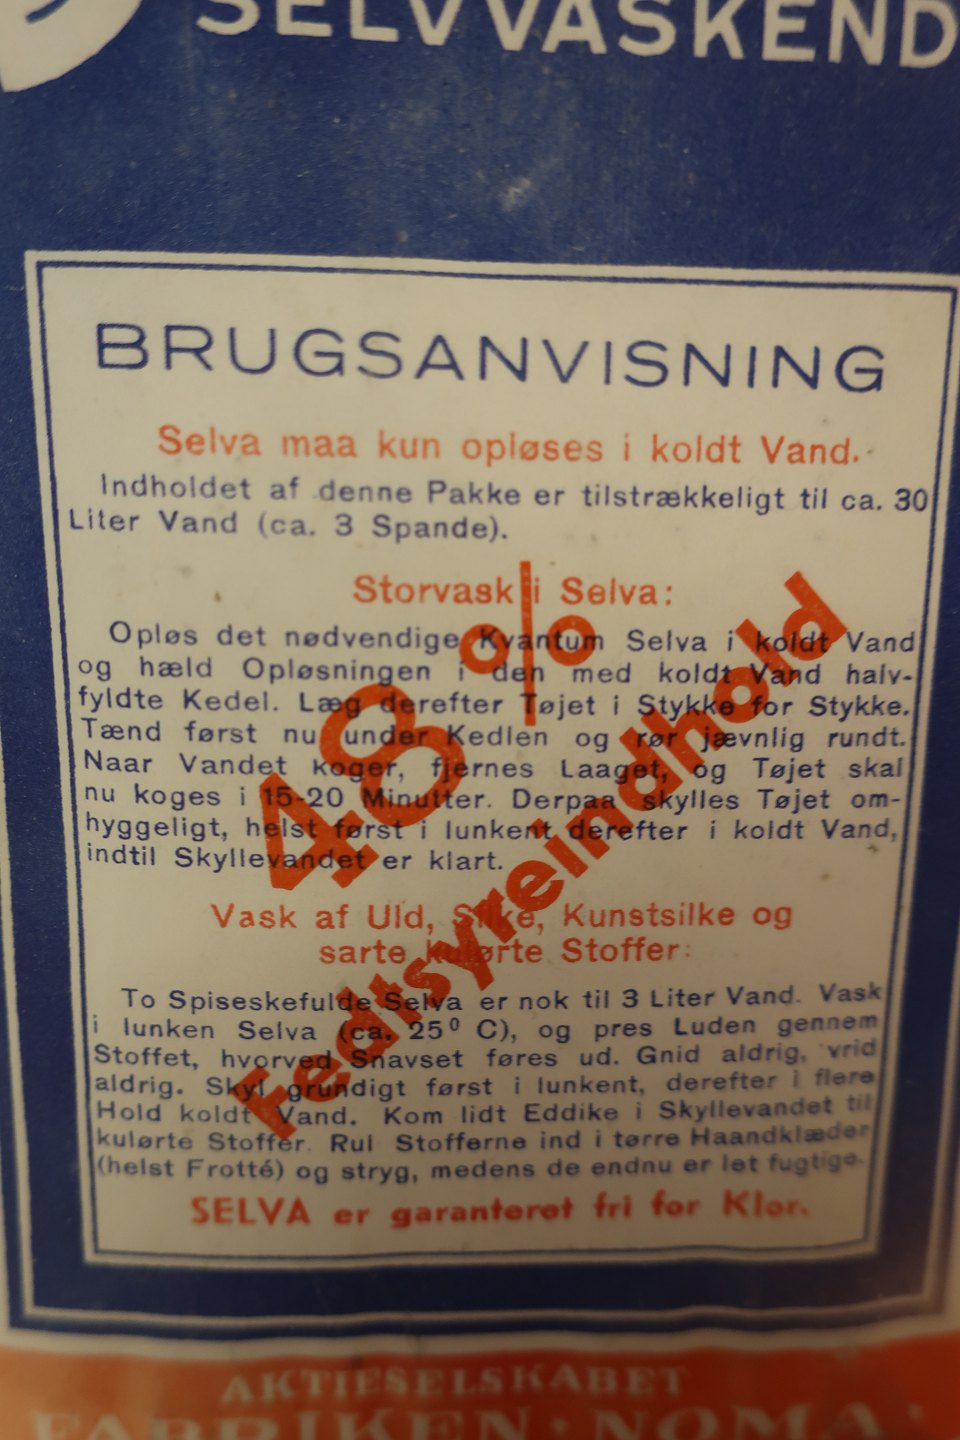 SELVVASKEND
BRUGSANVISNING
Selva maa kun opløses i koldt Vand.
Indholdet af denne Pakke er tilstrækkeligt til ca. 30
Liter Vand (ca. 3 Spande).
Storvask i Selva:
Opløs det nødvendige Kvantum Selva i koldt Vand
og hæld Opløsningen i den med koldt Vand halv-
fyldte Kedel. Læg derefter Tøjet i Stykke for Stykke.
Tænd først nu under Kedlen og rør jævnlig rundt.
Naar Vandet koger, fjernes Laaget, og Tøjet skal
nu koges i 15-20 Minutter. Derpaa skylles Tøjet om-
hyggeligt, helst først i lunkent derefter i koldt Vand,
indtil Skyllevandet er klart.
48 %
Fedtsyreindhold
Vask af Uld, Silke, Kunstsilke og
sarte kulørte Stoffer:
To Spiseskefulde Selva er nok til 3 Liter Vand. Vask
i lunken Selva (ca. 25⁰ C), og pres Luden gennem
Stoffet, hvorved Snavset føres ud. Gnid aldrig, vrid
aldrig. Skyl grundigt først i lunkent, derefter i flere
Hold koldt Vand. Kom lidt Eddike i Skyllevandet til
kulørte Stoffer. Rul Stofferne ind i tørre Haandklæder
(helst Frotté) og stryg, medens de endnu er let fugtige.
SELVA er garanteret fri for Klor.
AKTIESELSKABET
FABRIKEN·NOMA·